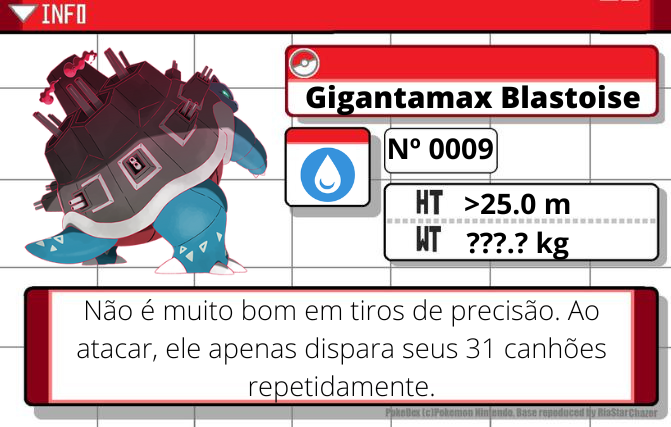 INFO
Gigantamax Blastoise
Nº 0009
HT >25.0 m
WT ???.? kg
Não é muito bom em tiros de precisão. Ao
atacar, ele apenas dispara seus 31 canhões
repetidamente.
PokeDex (c)Pokemon Nintendo. Base repoduced by RiaStarChazer